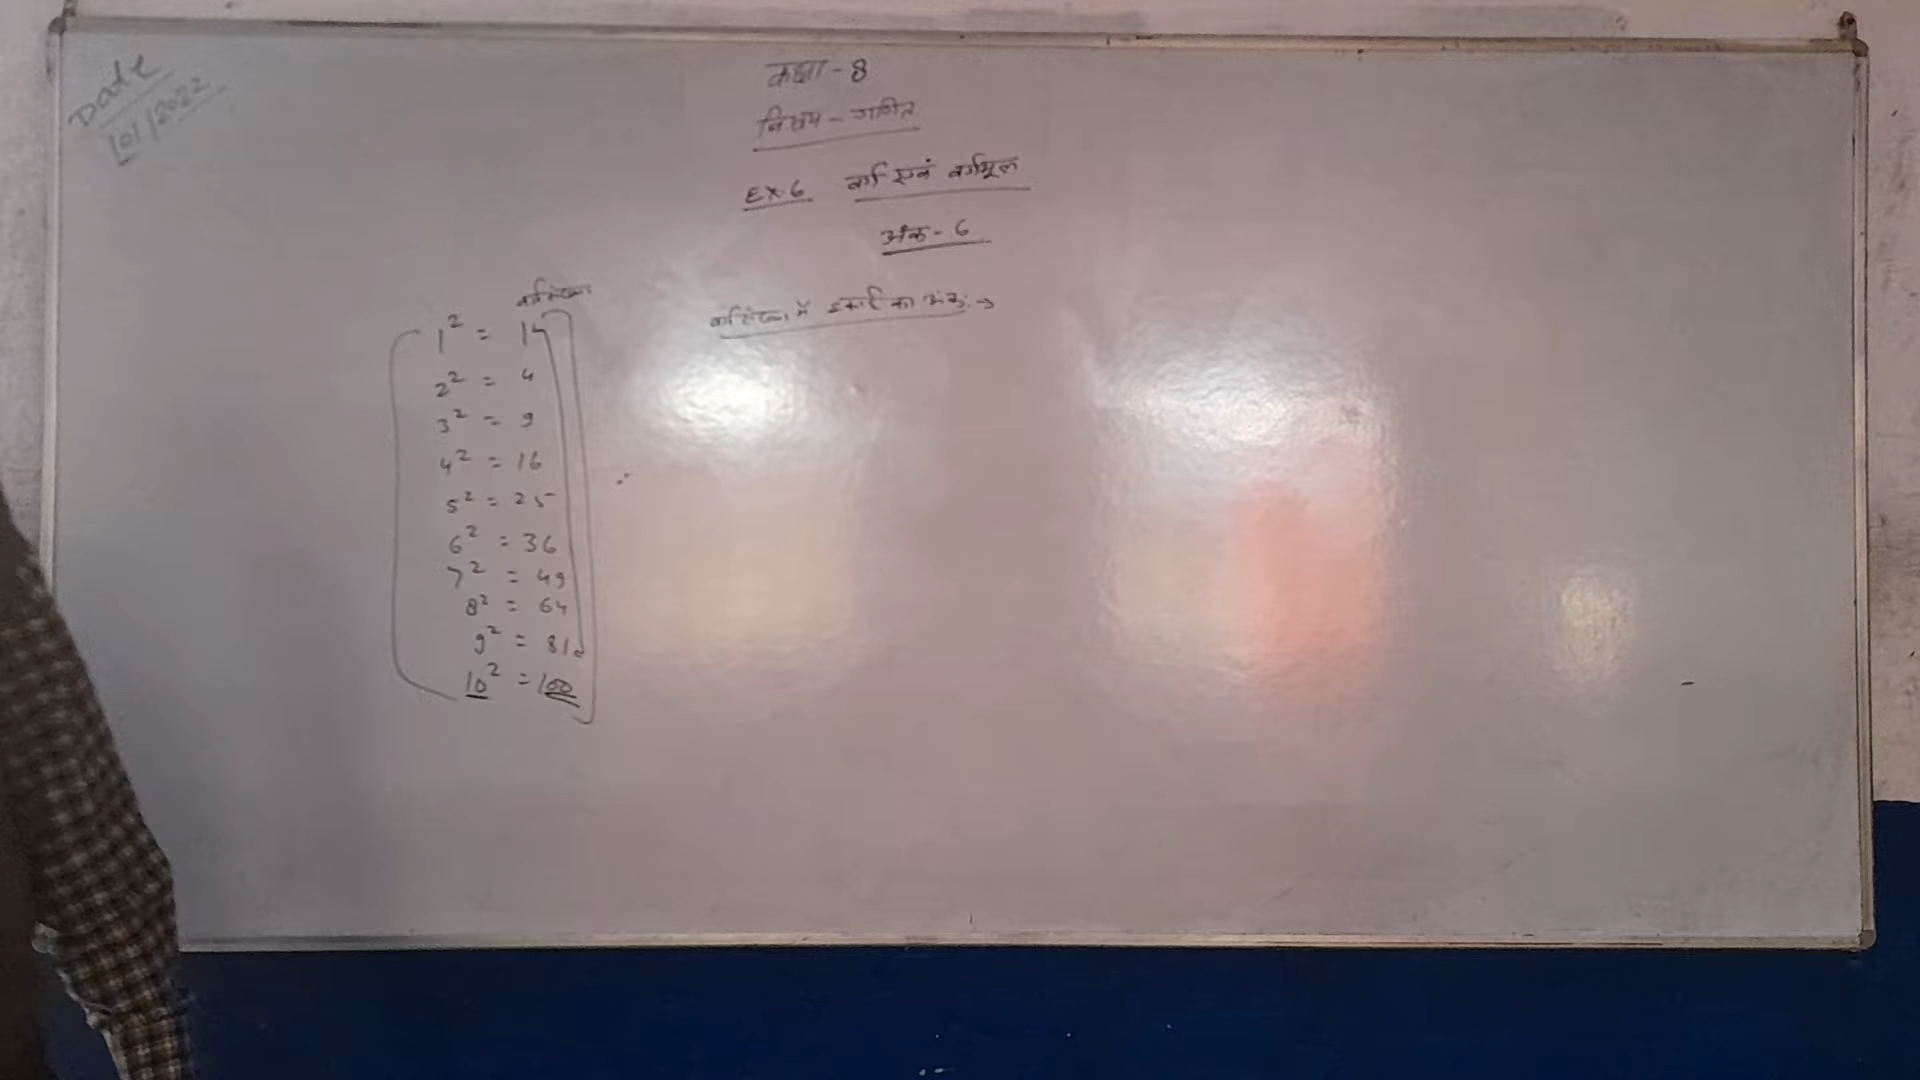 Date
101/2022
कक्षा - 8
विषय - गणित
EX-6 वर्ग एवं वर्गमूल
अंक - 6
वर्गसंख्या
वर्गसंख्या में इकाई का अंक :→
1² = 1
2² = 4
3² = 9
4² = 16
5² = 25
6² = 36
7² = 49
8² = 64
9² = 81
10² = 100